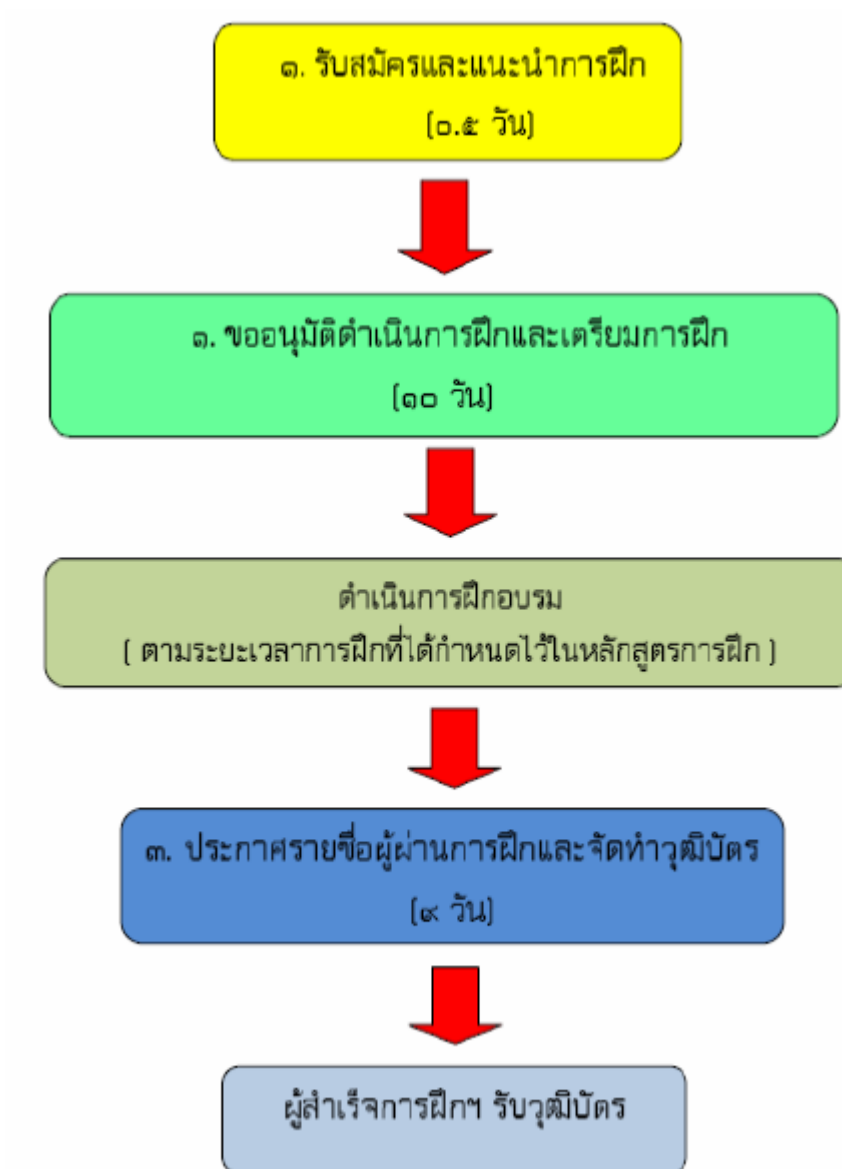 ๑. รับสมัครและแนะนำการฝึก
(๐.๕ วัน)
๑. ขออนุมัติดำเนินการฝึกและเตรียมการฝึก
(๑๐ วัน)
ดำเนินการฝึกอบรม
( ตามระยะเวลาการฝึกที่ได้กำหนดไว้ในหลักสูตรการฝึก )
๓. ประกาศรายชื่อผู้ผ่านการฝึกและจัดทำวุฒิบัตร
(๙ วัน)
ผู้สำเร็จการฝึกฯ รับวุฒิบัตร